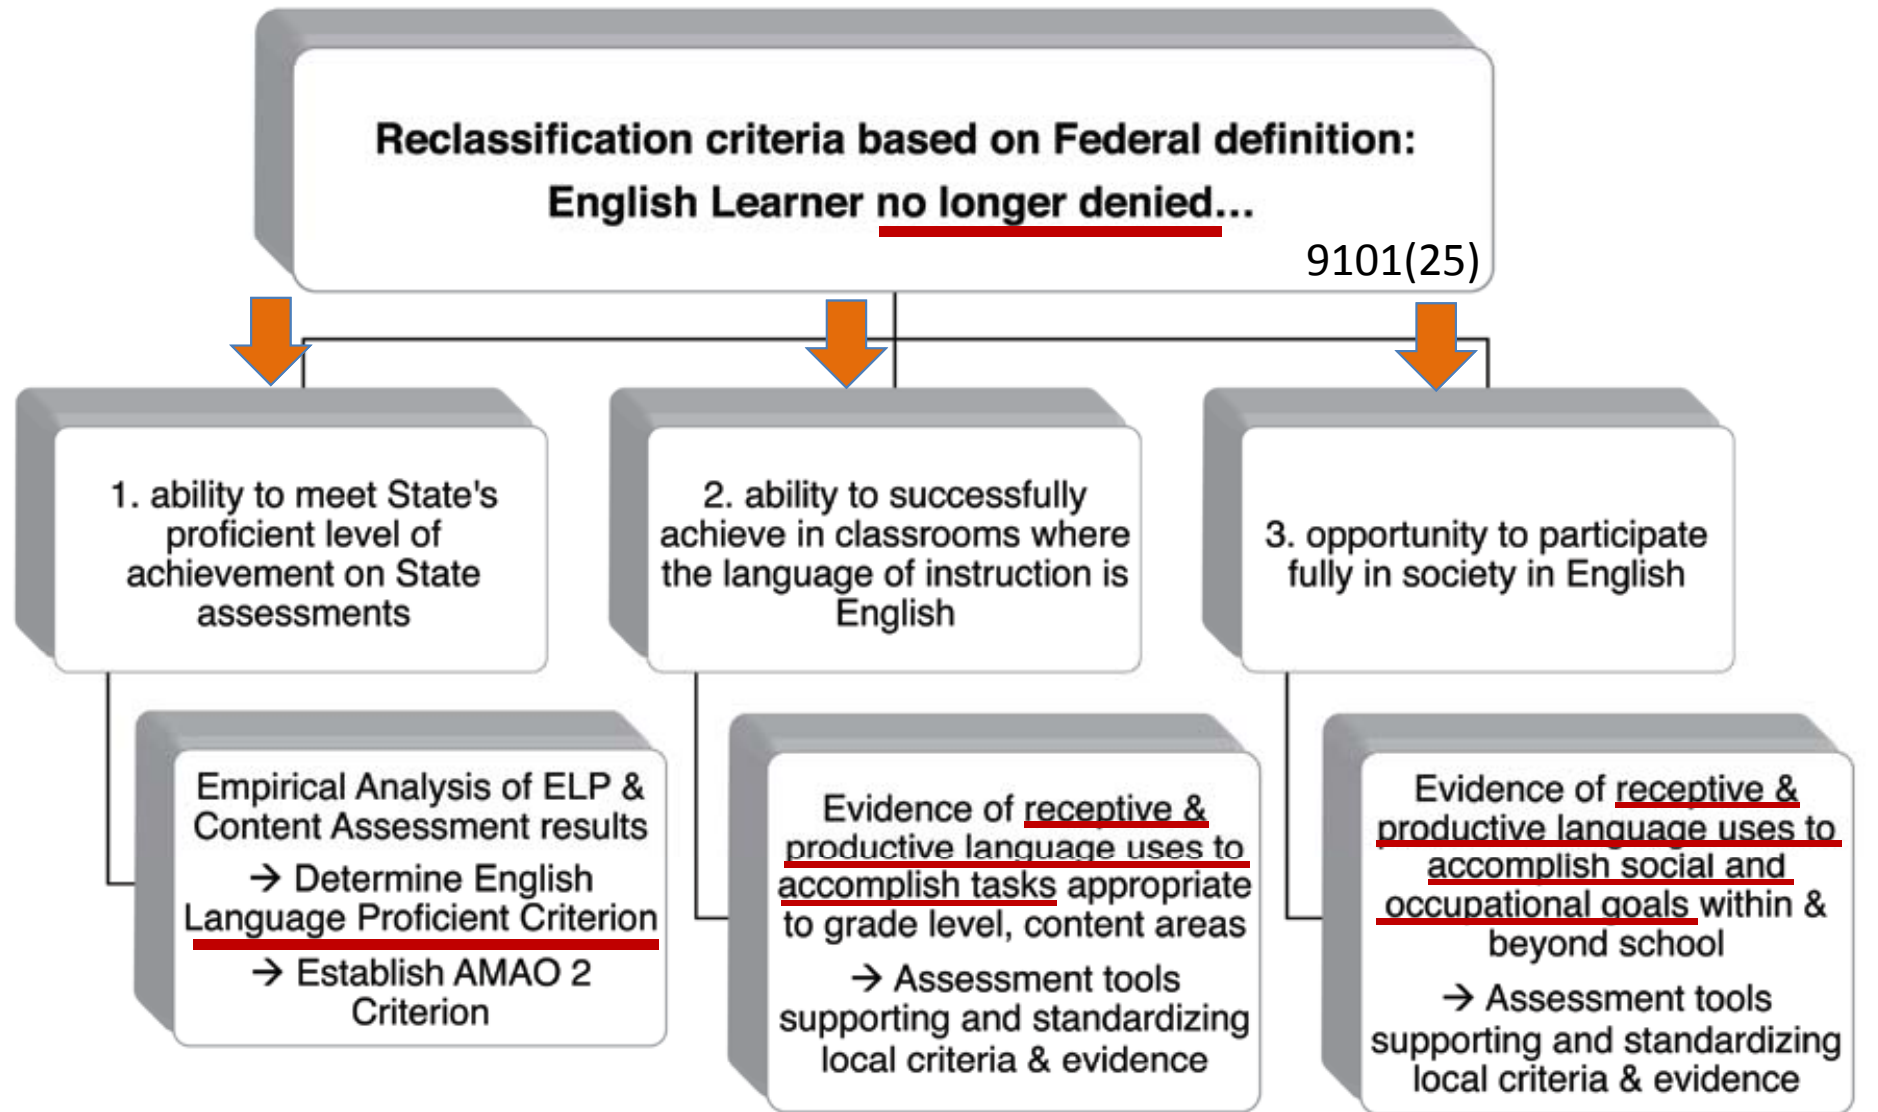 Reclassification criteria based on Federal definition:
English Learner no longer denied...
9101(25)
1. ability to meet State's
proficient level of
achievement on State
assessments
2. ability to successfully
achieve in classrooms where
the language of instruction is
English
3. opportunity to participate
fully in society in English
Empirical Analysis of ELP &
Content Assessment results
→ Determine English
Language Proficient Criterion
→ Establish AMAO 2
Criterion
Evidence of receptive &
productive language uses to
accomplish tasks appropriate
to grade level, content areas
→ Assessment tools
supporting and standardizing
local criteria & evidence
Evidence of receptive &
productive language uses to
accomplish social and
occupational goals within &
beyond school
→ Assessment tools
supporting and standardizing
local criteria & evidence